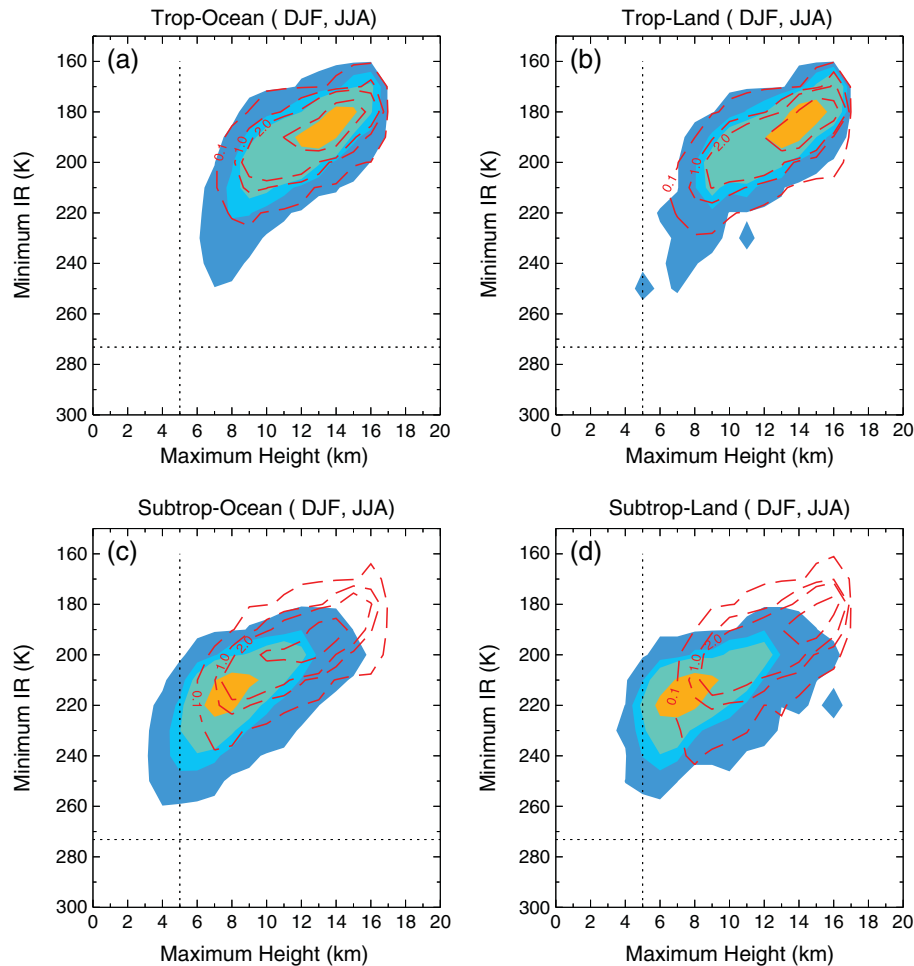 Trop-Ocean ( DJF, JJA)
(a)
160
180
200
220
240
260
280
300
Minimum IR (K)
0.1
1.0
2.0
0 2 4 6 8 10 12 14 16 18 20
Maximum Height (km)
Trop-Land ( DJF, JJA)
(b)
160
180
200
220
240
260
280
300
Minimum IR (K)
0.1
1.0
2.0
0 2 4 6 8 10 12 14 16 18 20
Maximum Height (km)
Subtrop-Ocean ( DJF, JJA)
(c)
160
180
200
220
240
260
280
300
Minimum IR (K)
0.1
1.0
2.0
0 2 4 6 8 10 12 14 16 18 20
Maximum Height (km)
Subtrop-Land ( DJF, JJA)
(d)
160
180
200
220
240
260
280
300
Minimum IR (K)
0.1
1.0
2.0
0 2 4 6 8 10 12 14 16 18 20
Maximum Height (km)